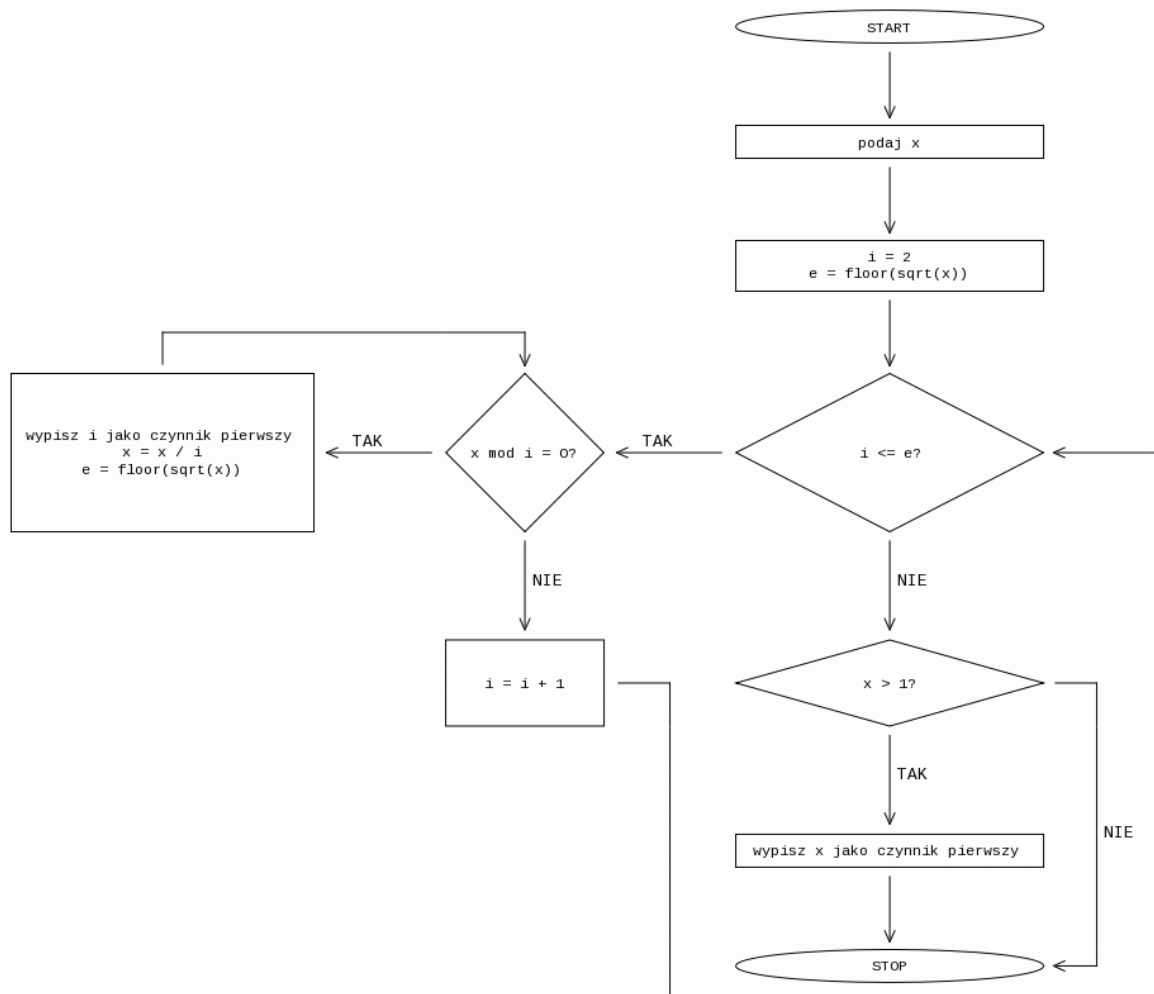 START
podaj x
i = 2
e = floor(sqrt(x))
i <= e?
TAK
x mod i = 0?
TAK
wypisz i jako czynnik pierwszy
x = x / i
e = floor(sqrt(x))
NIE
i = i + 1
NIE
x > 1?
TAK
wypisz x jako czynnik pierwszy
NIE
STOP